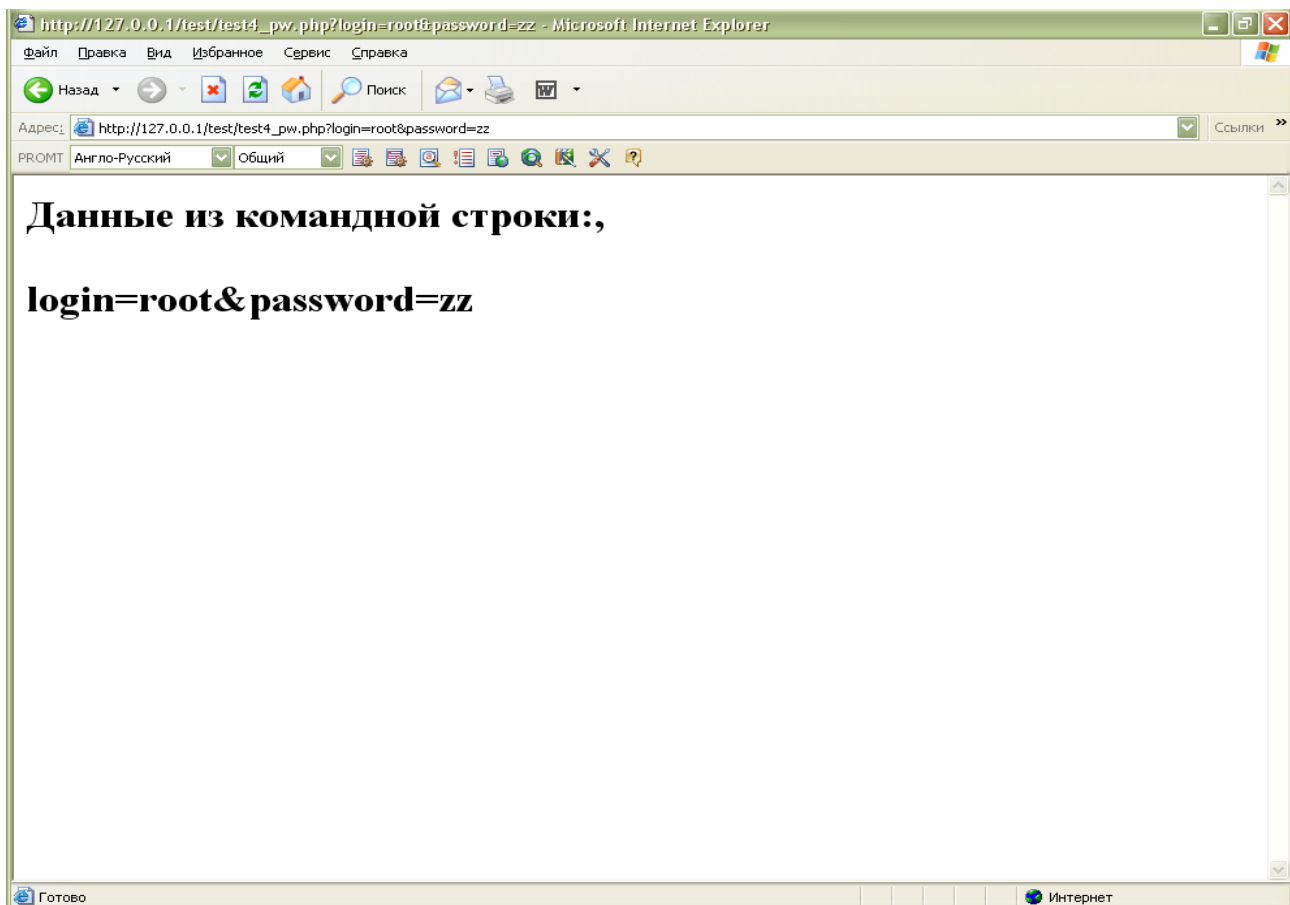 http://127.0.0.1/test/test4_pw.php?login=root&password=zz - Microsoft Internet Explorer
Файл Правка Вид Избранное Сервис Справка
Назад Поиск
Адрес: http://127.0.0.1/test/test4_pw.php?login=root&password=zz Ссылки »
PROMT Англо-Русский Общий
Данные из командной строки:,
login=root&password=zz
Готово Интернет